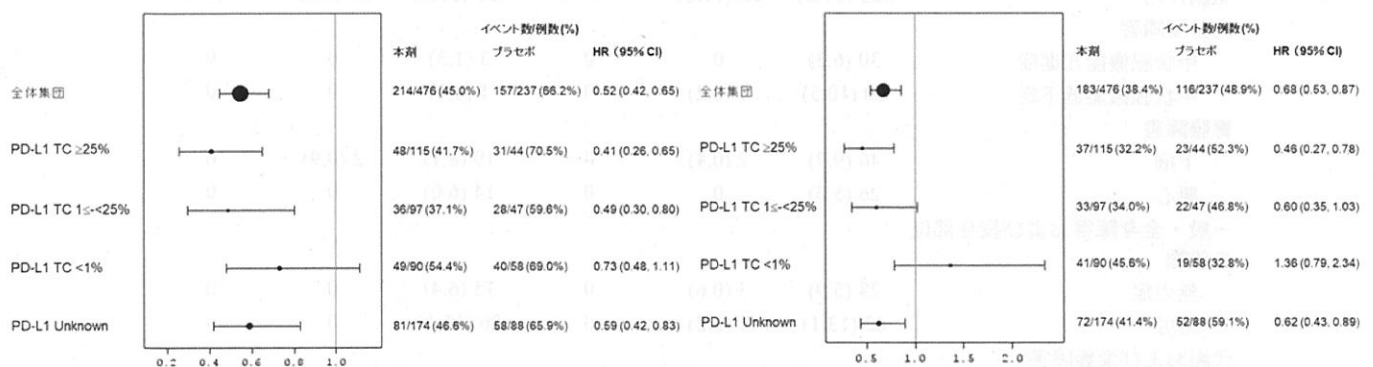 イベント数/例数(%)
本剤 プラセボ HR (95% CI)
全体集団 214/476 (45.0%) 157/237 (66.2%) 0.52 (0.42, 0.65)
PD-L1 TC ≥25% 48/115 (41.7%) 31/44 (70.5%) 0.41 (0.26, 0.65)
PD-L1 TC 1≤-<25% 36/97 (37.1%) 28/47 (59.6%) 0.49 (0.30, 0.80)
PD-L1 TC <1% 49/90 (54.4%) 40/58 (69.0%) 0.73 (0.48, 1.11)
PD-L1 Unknown 81/174 (46.6%) 58/88 (65.9%) 0.59 (0.42, 0.83)
0.2 0.4 0.6 0.8 1.0
イベント数/例数(%)
本剤 プラセボ HR (95% CI)
全体集団 183/476 (38.4%) 116/237 (48.9%) 0.68 (0.53, 0.87)
PD-L1 TC ≥25% 37/115 (32.2%) 23/44 (52.3%) 0.46 (0.27, 0.78)
PD-L1 TC 1≤-<25% 33/97 (34.0%) 22/47 (46.8%) 0.60 (0.35, 1.03)
PD-L1 TC <1% 41/90 (45.6%) 19/58 (32.8%) 1.36 (0.79, 2.34)
PD-L1 Unknown 72/174 (41.4%) 52/88 (59.1%) 0.62 (0.43, 0.89)
0.5 1.0 1.5 2.0